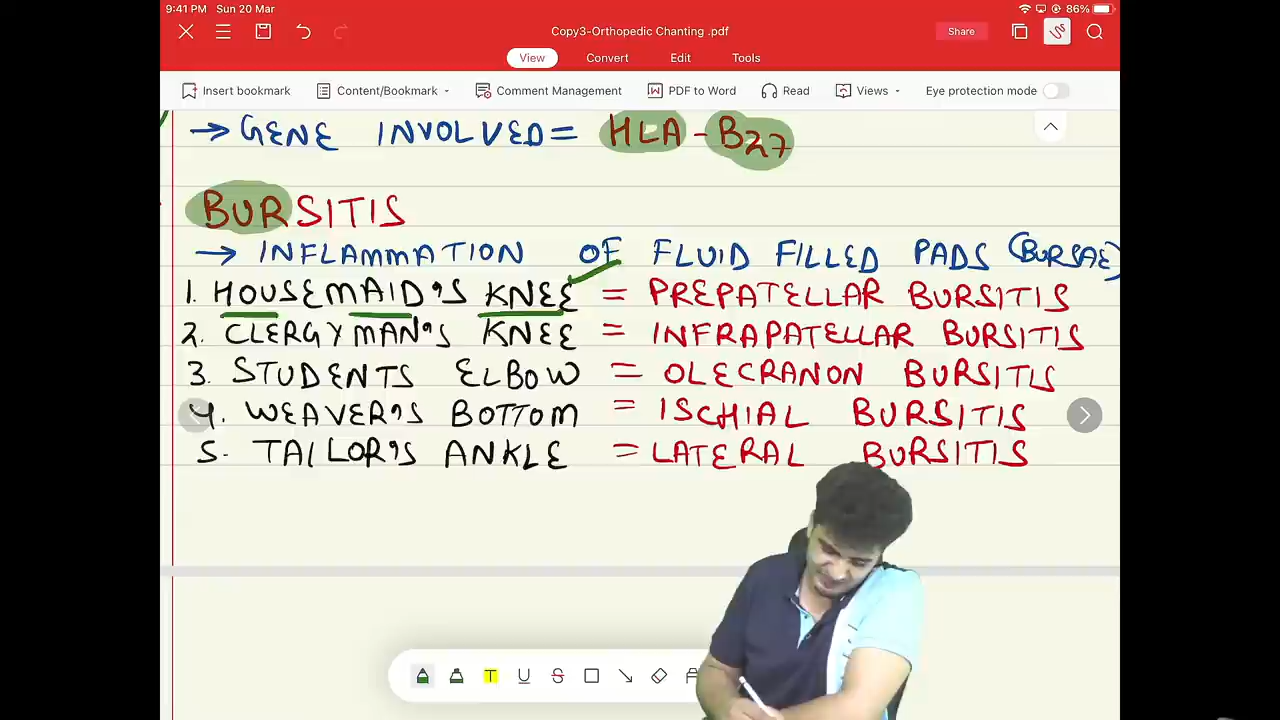 9:41 PM Sun 20 Mar
86%
Copy3-Orthopedic Chanting .pdf
Share
View Convert Edit Tools
Insert bookmark Content/Bookmark Comment Management PDF to Word Read Views Eye protection mode
→ GENE INVOLVED = HLA - B27
BURSITIS
→ INFLAMMATION OF FLUID FILLED PADS (BURSAE)
1. HOUSEMAID'S KNEE = PREPATELLAR BURSITIS
2. CLERGYMAN'S KNEE = INFRAPATELLAR BURSITIS
3. STUDENTS ELBOW = OLECRANON BURSITIS
4. WEAVER'S BOTTOM = ISCHIAL BURSITIS
5. TAILOR'S ANKLE = LATERAL BURSITIS
T U S